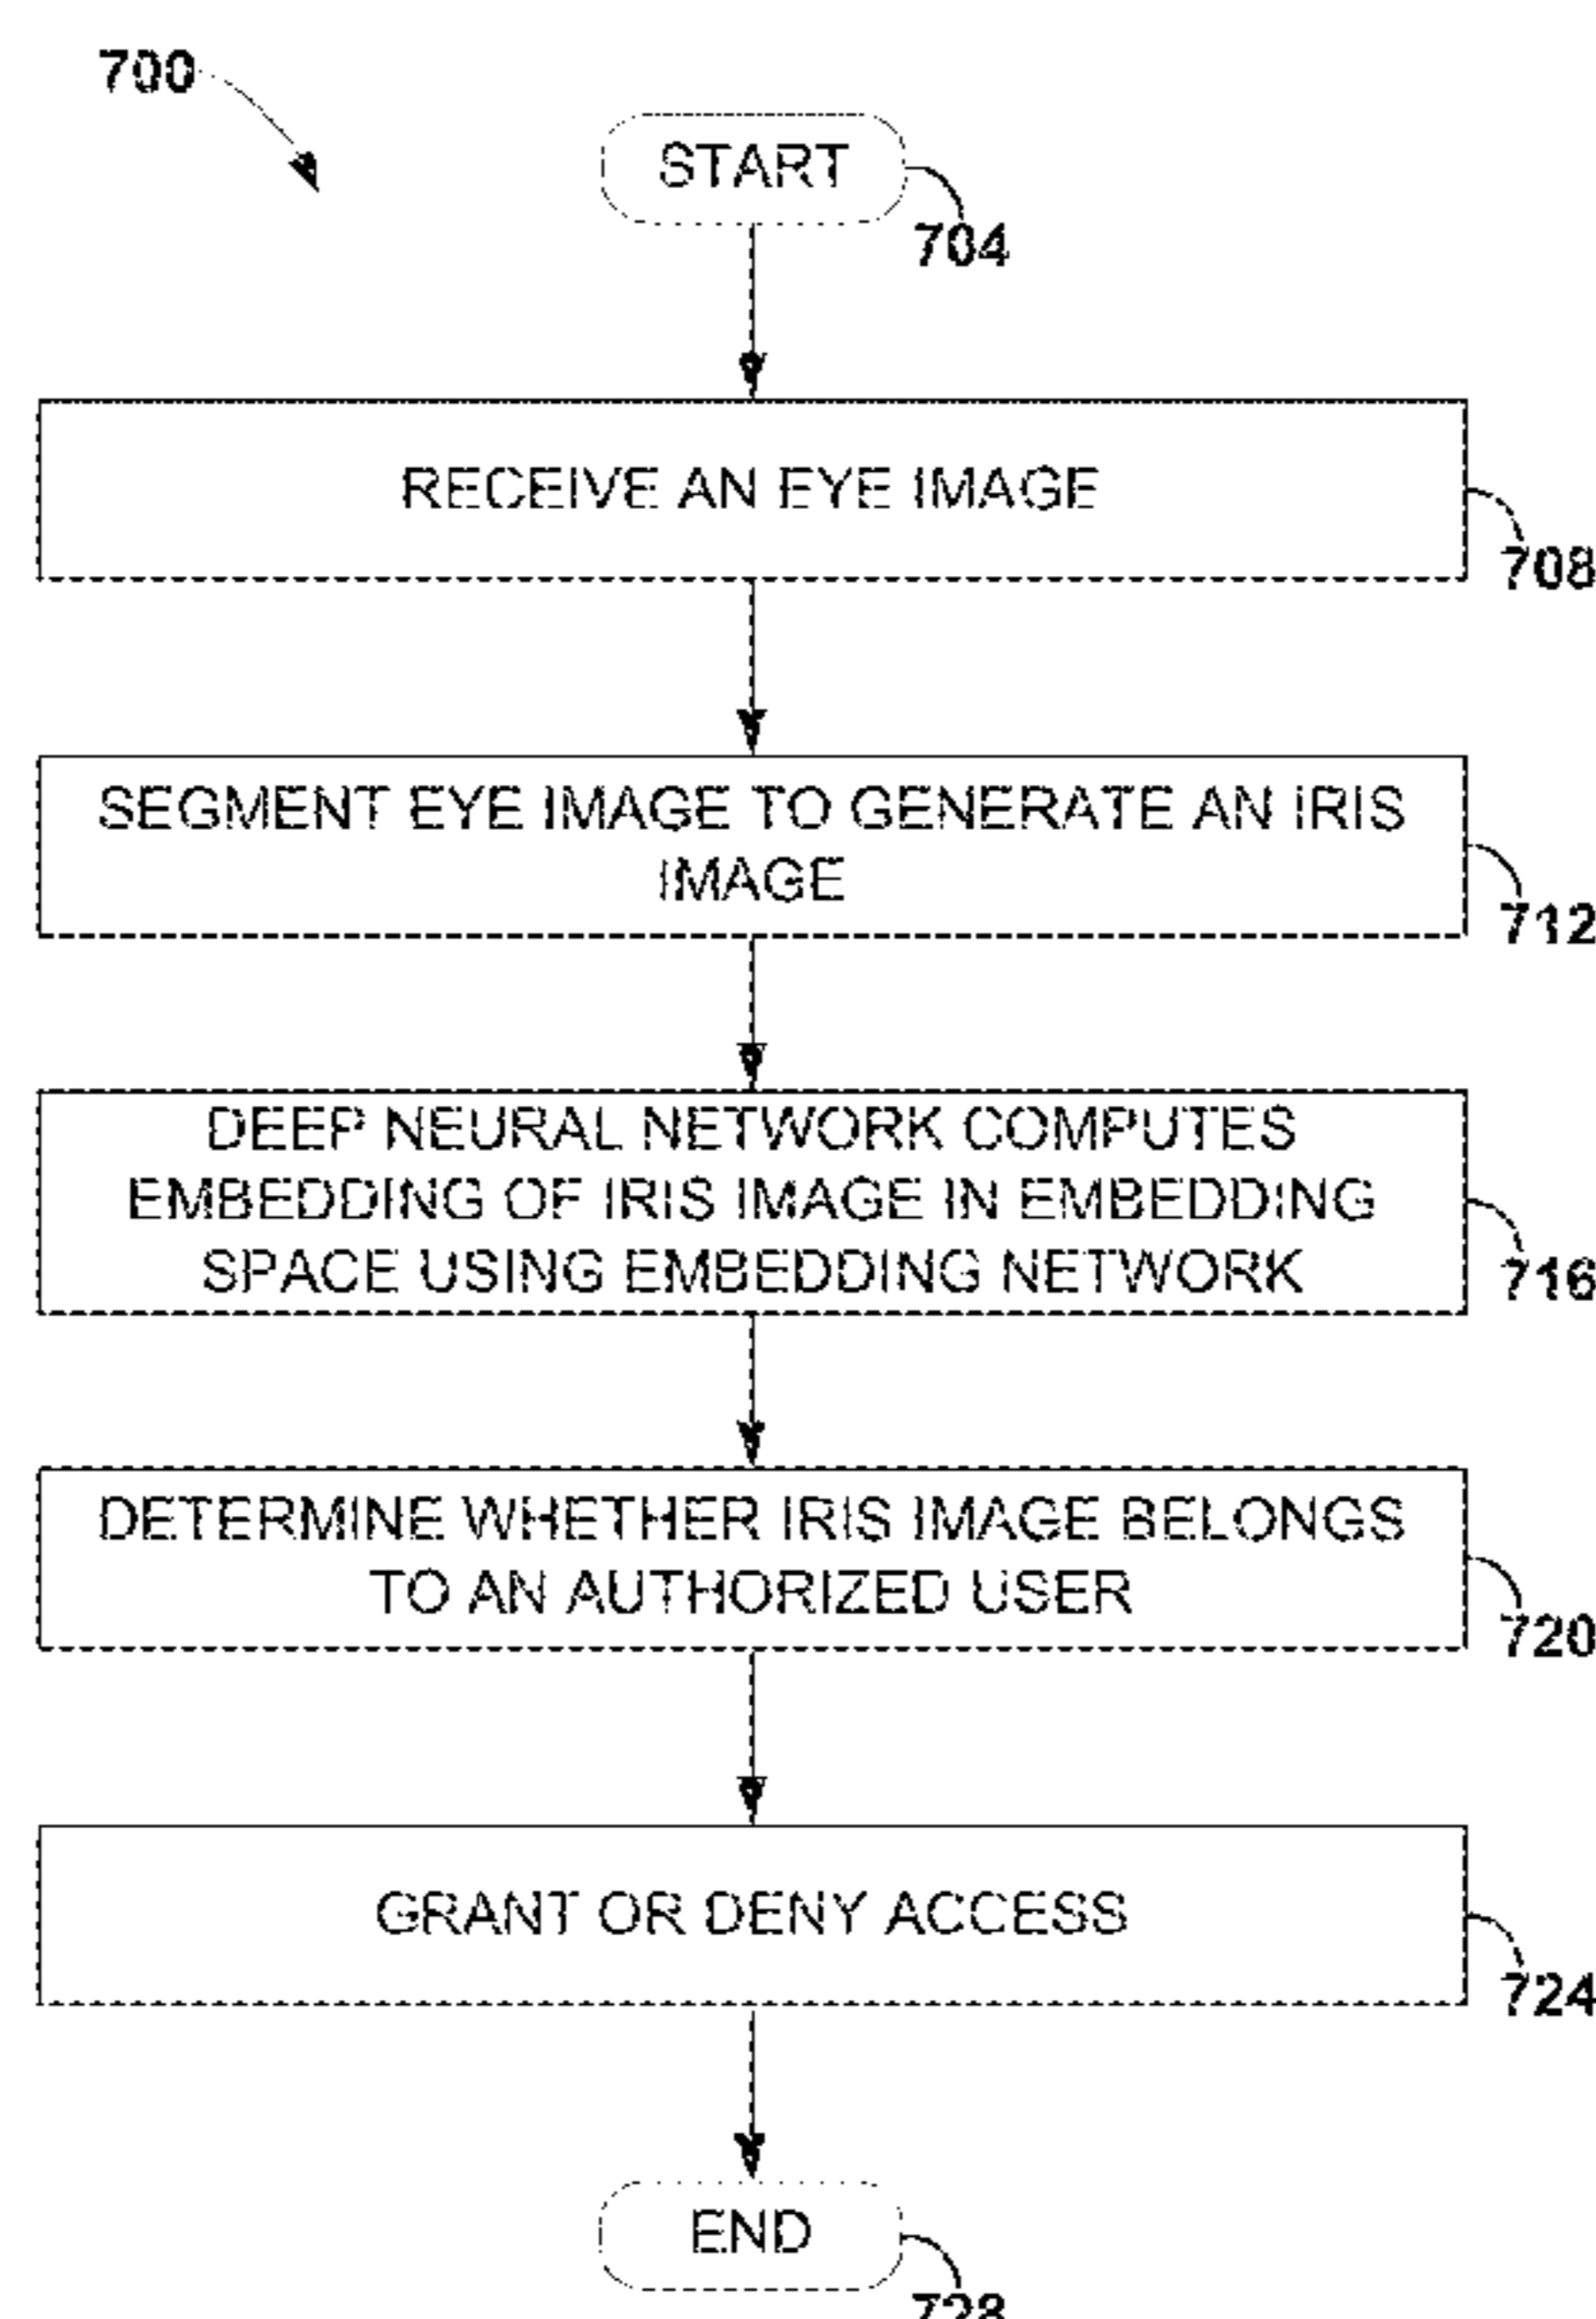 700
START
704
RECEIVE AN EYE IMAGE
708
SEGMENT EYE IMAGE TO GENERATE AN IRIS
IMAGE
712
DEEP NEURAL NETWORK COMPUTES
EMBEDDING OF IRIS IMAGE IN EMBEDDING
SPACE USING EMBEDDING NETWORK
716
DETERMINE WHETHER IRIS IMAGE BELONGS
TO AN AUTHORIZED USER
720
GRANT OR DENY ACCESS
724
END
728